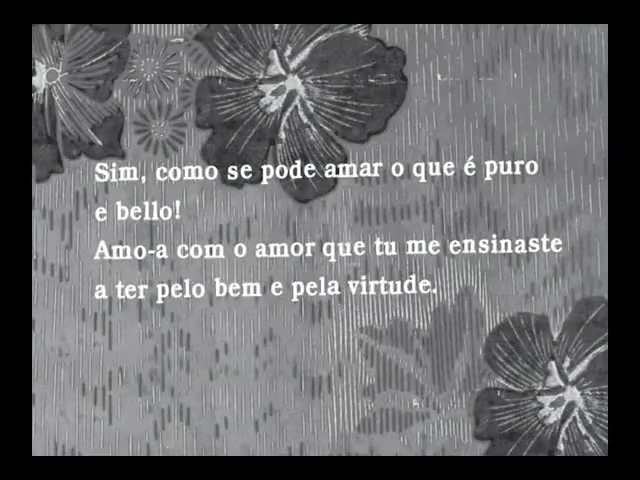 Sim, como se pode amar o que é puro
e bello!
Amo-a com o amor que tu me ensinaste
a ter pelo bem e pela virtude.